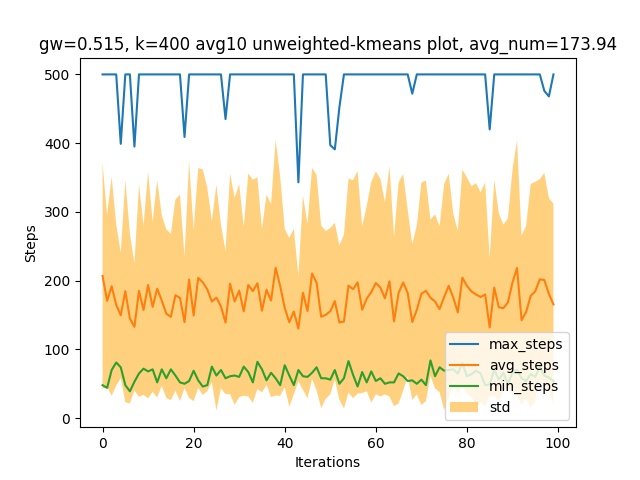 gw=0.515, k=400 avg10 unweighted-kmeans plot, avg_num=173.94
500
400
300
200
100
0
Steps
max_steps
avg_steps
min_steps
std
0 20 40 60 80 100
Iterations